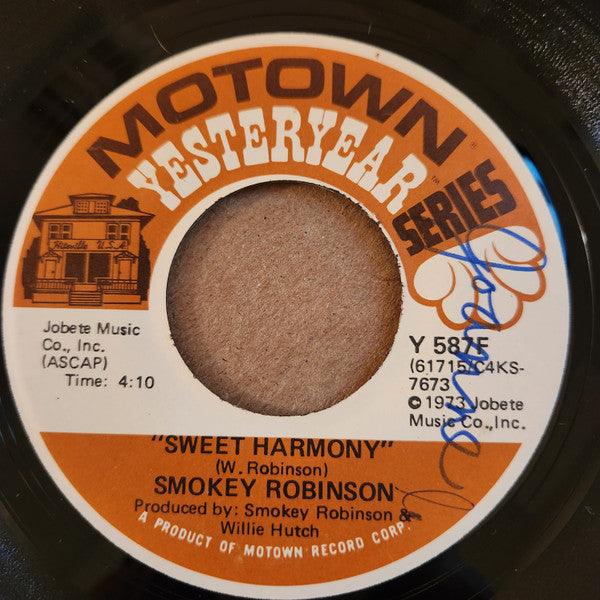 MOTOWN®
YESTERYEAR™
SERIES
Hitsville U.S.A.
Jobete Music
Co., Inc.
(ASCAP)
Time: 4:10
Y 587F
(61715/C4KS-
7673
© 1973 Jobete
Music Co., Inc.
"SWEET HARMONY"
(W. Robinson)
SMOKEY ROBINSON
Produced by: Smokey Robinson &
Willie Hutch
A PRODUCT OF MOTOWN RECORD CORP.